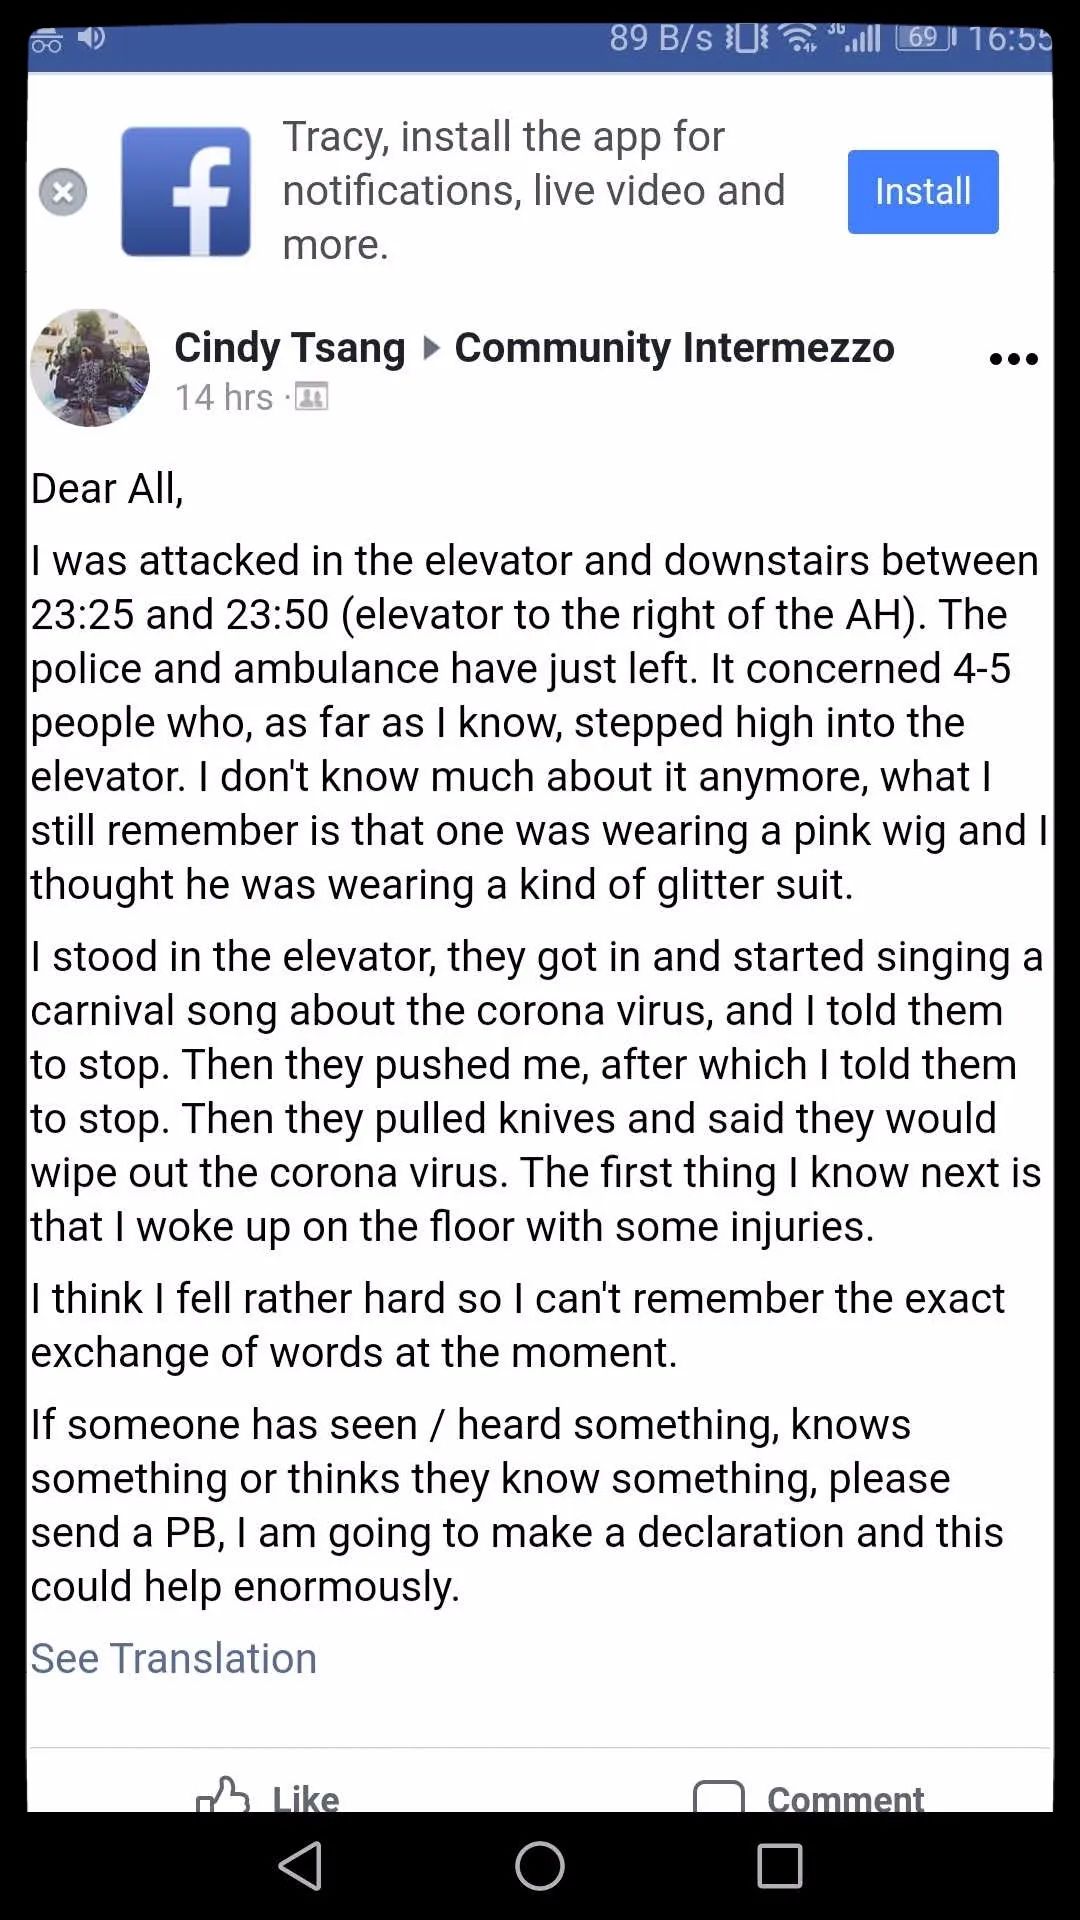 89 B/s 3G 69 16:55
Tracy, install the app for
notifications, live video and
more.
Install
Cindy Tsang ▸ Community Intermezzo
14 hrs ·
Dear All,
I was attacked in the elevator and downstairs between
23:25 and 23:50 (elevator to the right of the AH). The
police and ambulance have just left. It concerned 4-5
people who, as far as I know, stepped high into the
elevator. I don't know much about it anymore, what I
still remember is that one was wearing a pink wig and I
thought he was wearing a kind of glitter suit.
I stood in the elevator, they got in and started singing a
carnival song about the corona virus, and I told them
to stop. Then they pushed me, after which I told them
to stop. Then they pulled knives and said they would
wipe out the corona virus. The first thing I know next is
that I woke up on the floor with some injuries.
I think I fell rather hard so I can't remember the exact
exchange of words at the moment.
If someone has seen / heard something, knows
something or thinks they know something, please
send a PB, I am going to make a declaration and this
could help enormously.
See Translation
Like
Comment